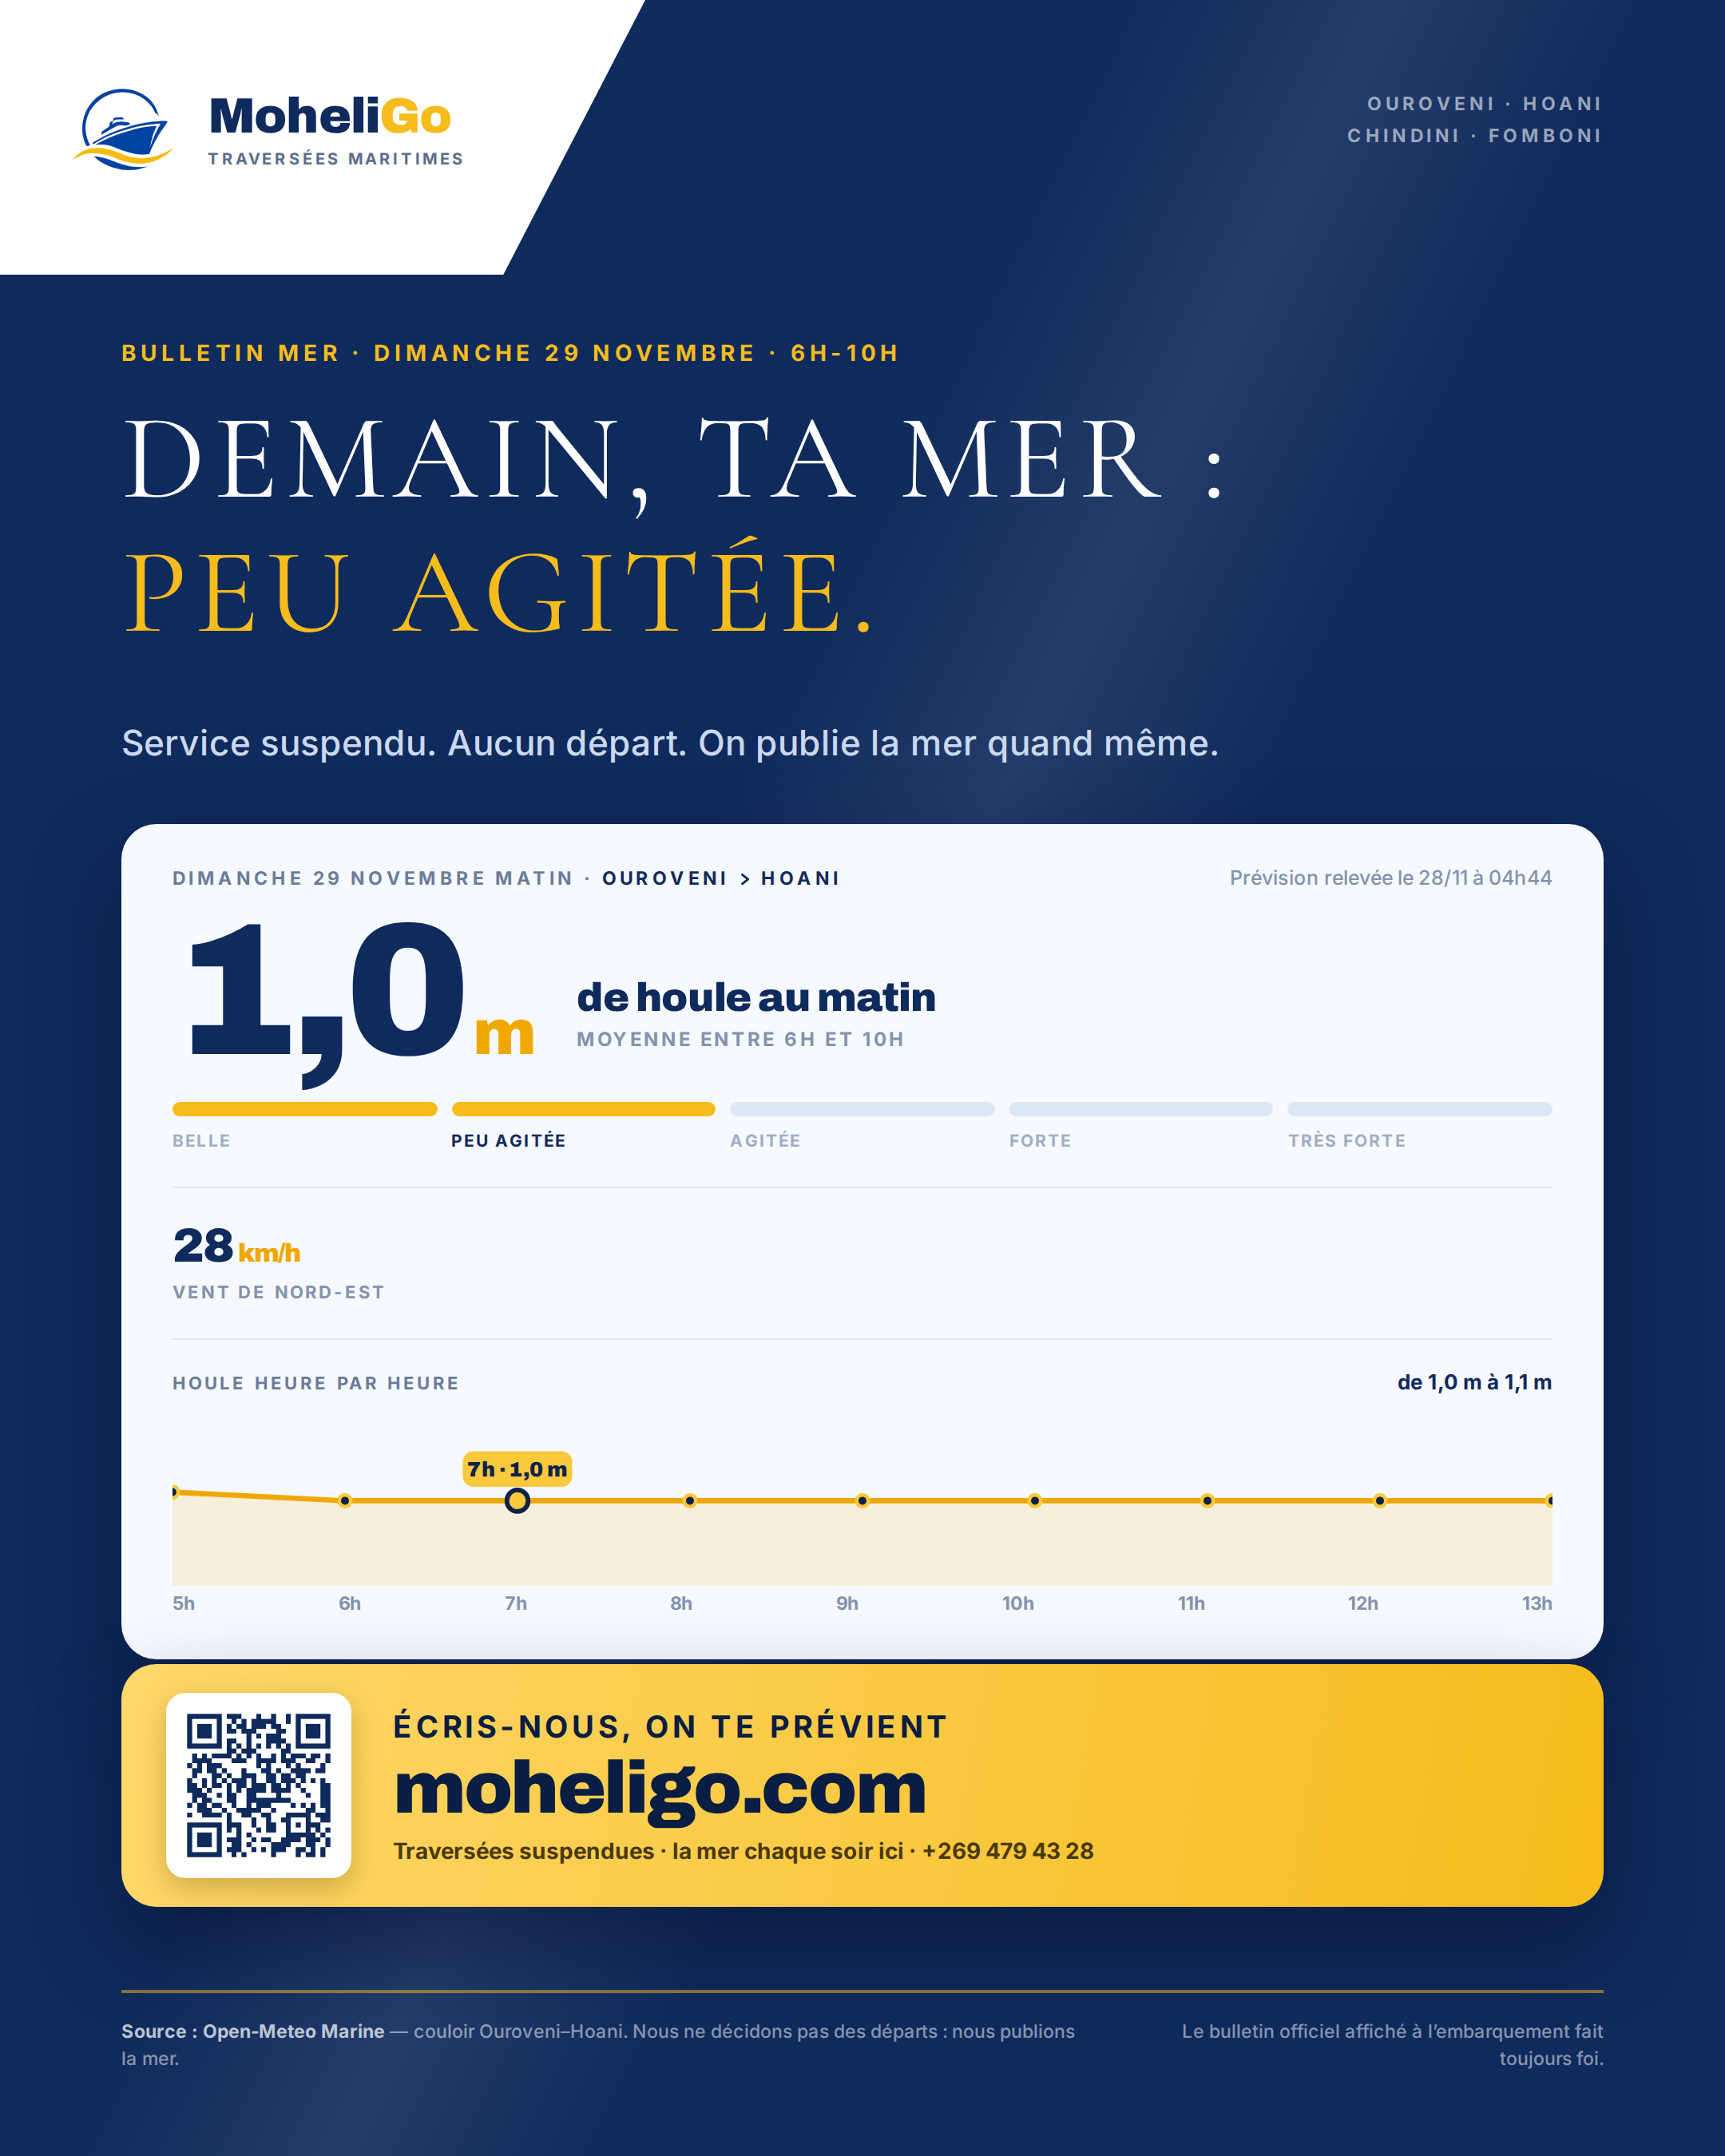 MoheliGo
TRAVERSÉES MARITIMES
OUROVENI · HOANI
CHINDINI · FOMBONI
BULLETIN MER · DIMANCHE 29 NOVEMBRE · 6H-10H
DEMAIN, TA MER :
PEU AGITÉE.
Service suspendu. Aucun départ. On publie la mer quand même.
DIMANCHE 29 NOVEMBRE MATIN · OUROVENI > HOANI
Prévision relevée le 28/11 à 04h44
1,0 m
de houle au matin
MOYENNE ENTRE 6H ET 10H
BELLE
PEU AGITÉE
AGITÉE
FORTE
TRÈS FORTE
28 km/h
VENT DE NORD-EST
HOULE HEURE PAR HEURE
de 1,0 m à 1,1 m
7h · 1,0 m
5h 6h 7h 8h 9h 10h 11h 12h 13h
ÉCRIS-NOUS, ON TE PRÉVIENT
moheligo.com
Traversées suspendues · la mer chaque soir ici · +269 479 43 28
Source : Open-Meteo Marine — couloir Ouroveni–Hoani. Nous ne décidons pas des départs : nous publions
la mer.
Le bulletin officiel affiché à l’embarquement fait
toujours foi.